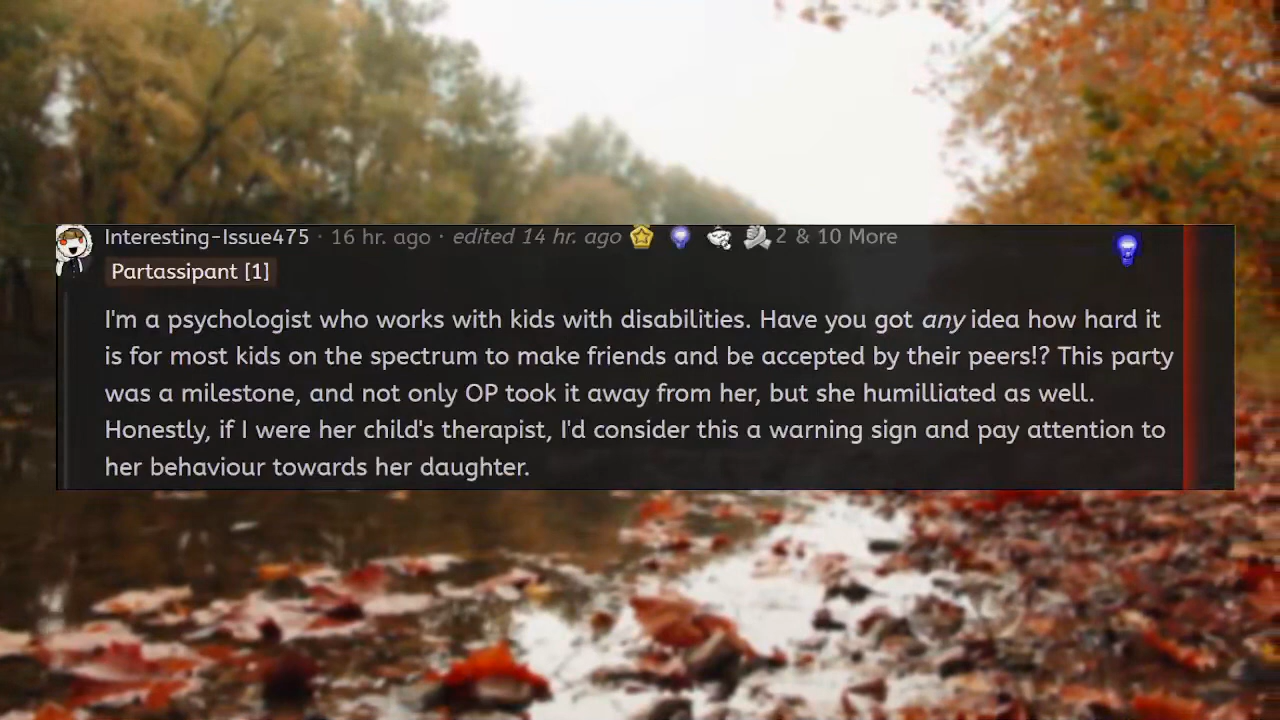 Interesting-Issue475 · 16 hr. ago · edited 14 hr. ago 2 & 10 More
Partassipant [1]
I'm a psychologist who works with kids with disabilities. Have you got any idea how hard it
is for most kids on the spectrum to make friends and be accepted by their peers!? This party
was a milestone, and not only OP took it away from her, but she humilliated as well.
Honestly, if I were her child's therapist, I'd consider this a warning sign and pay attention to
her behaviour towards her daughter.